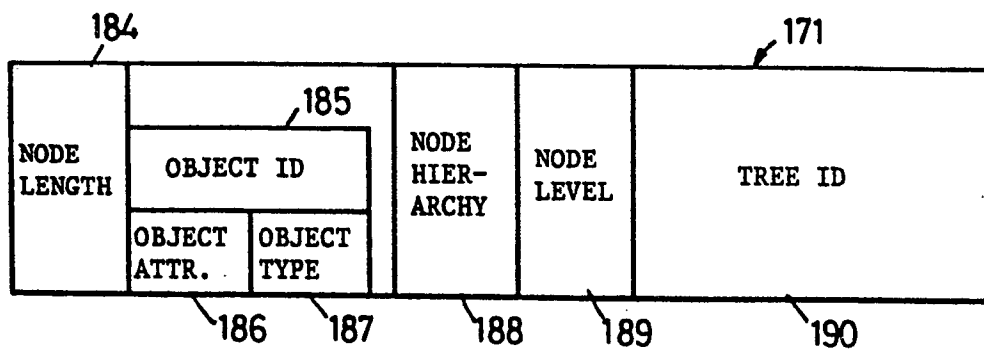 184
171
185
NODE
LENGTH
OBJECT ID
OBJECT
ATTR.
OBJECT
TYPE
NODE
HIER-
ARCHY
NODE
LEVEL
TREE ID
186
187
188
189
190